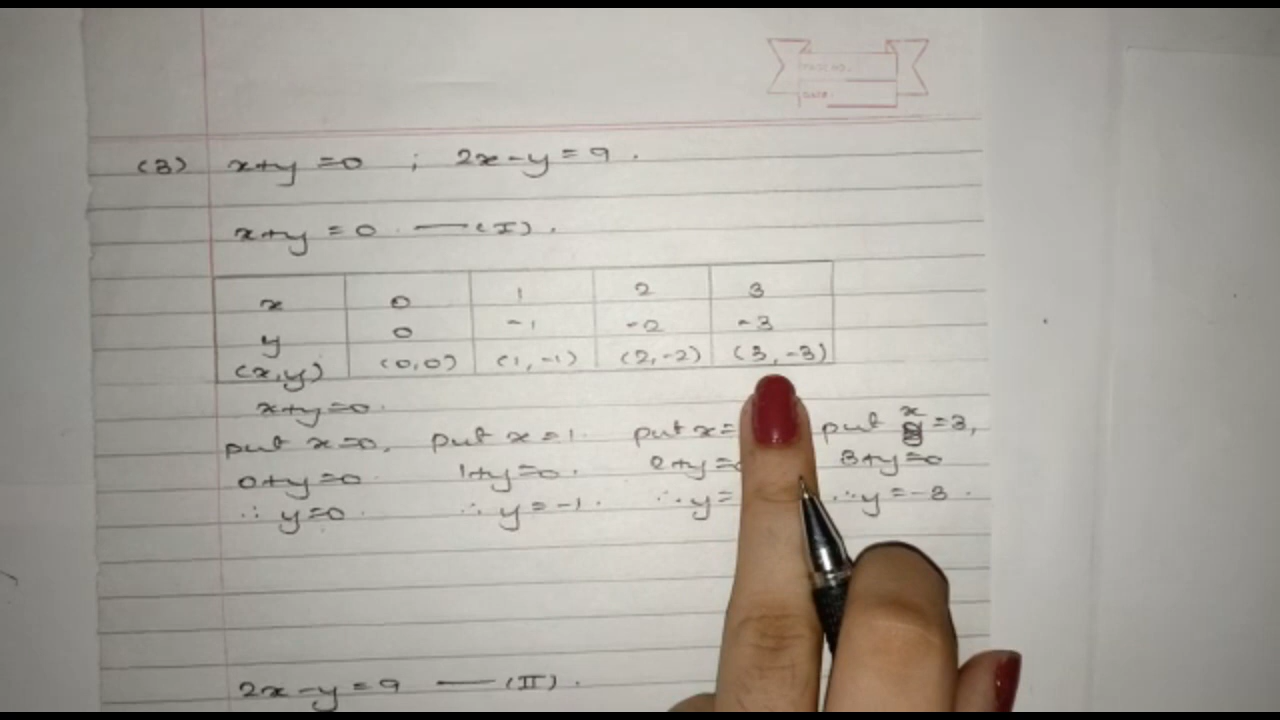 (3) x+y=0 ; 2x-y=9.
x+y=0. —(I).
x 0 1 2 3
y 0 -1 -2 -3
(x,y) (0,0) (1,-1) (2,-2) (3,-3)
x+y=0.
put x=0, put x=1. put x= put x=3,
0+y=0. 1+y=0. 2+y= 3+y=0
∴ y=0. ∴ y=-1. ∴ y= ∴ y=-3.
2x-y=9 —(II).